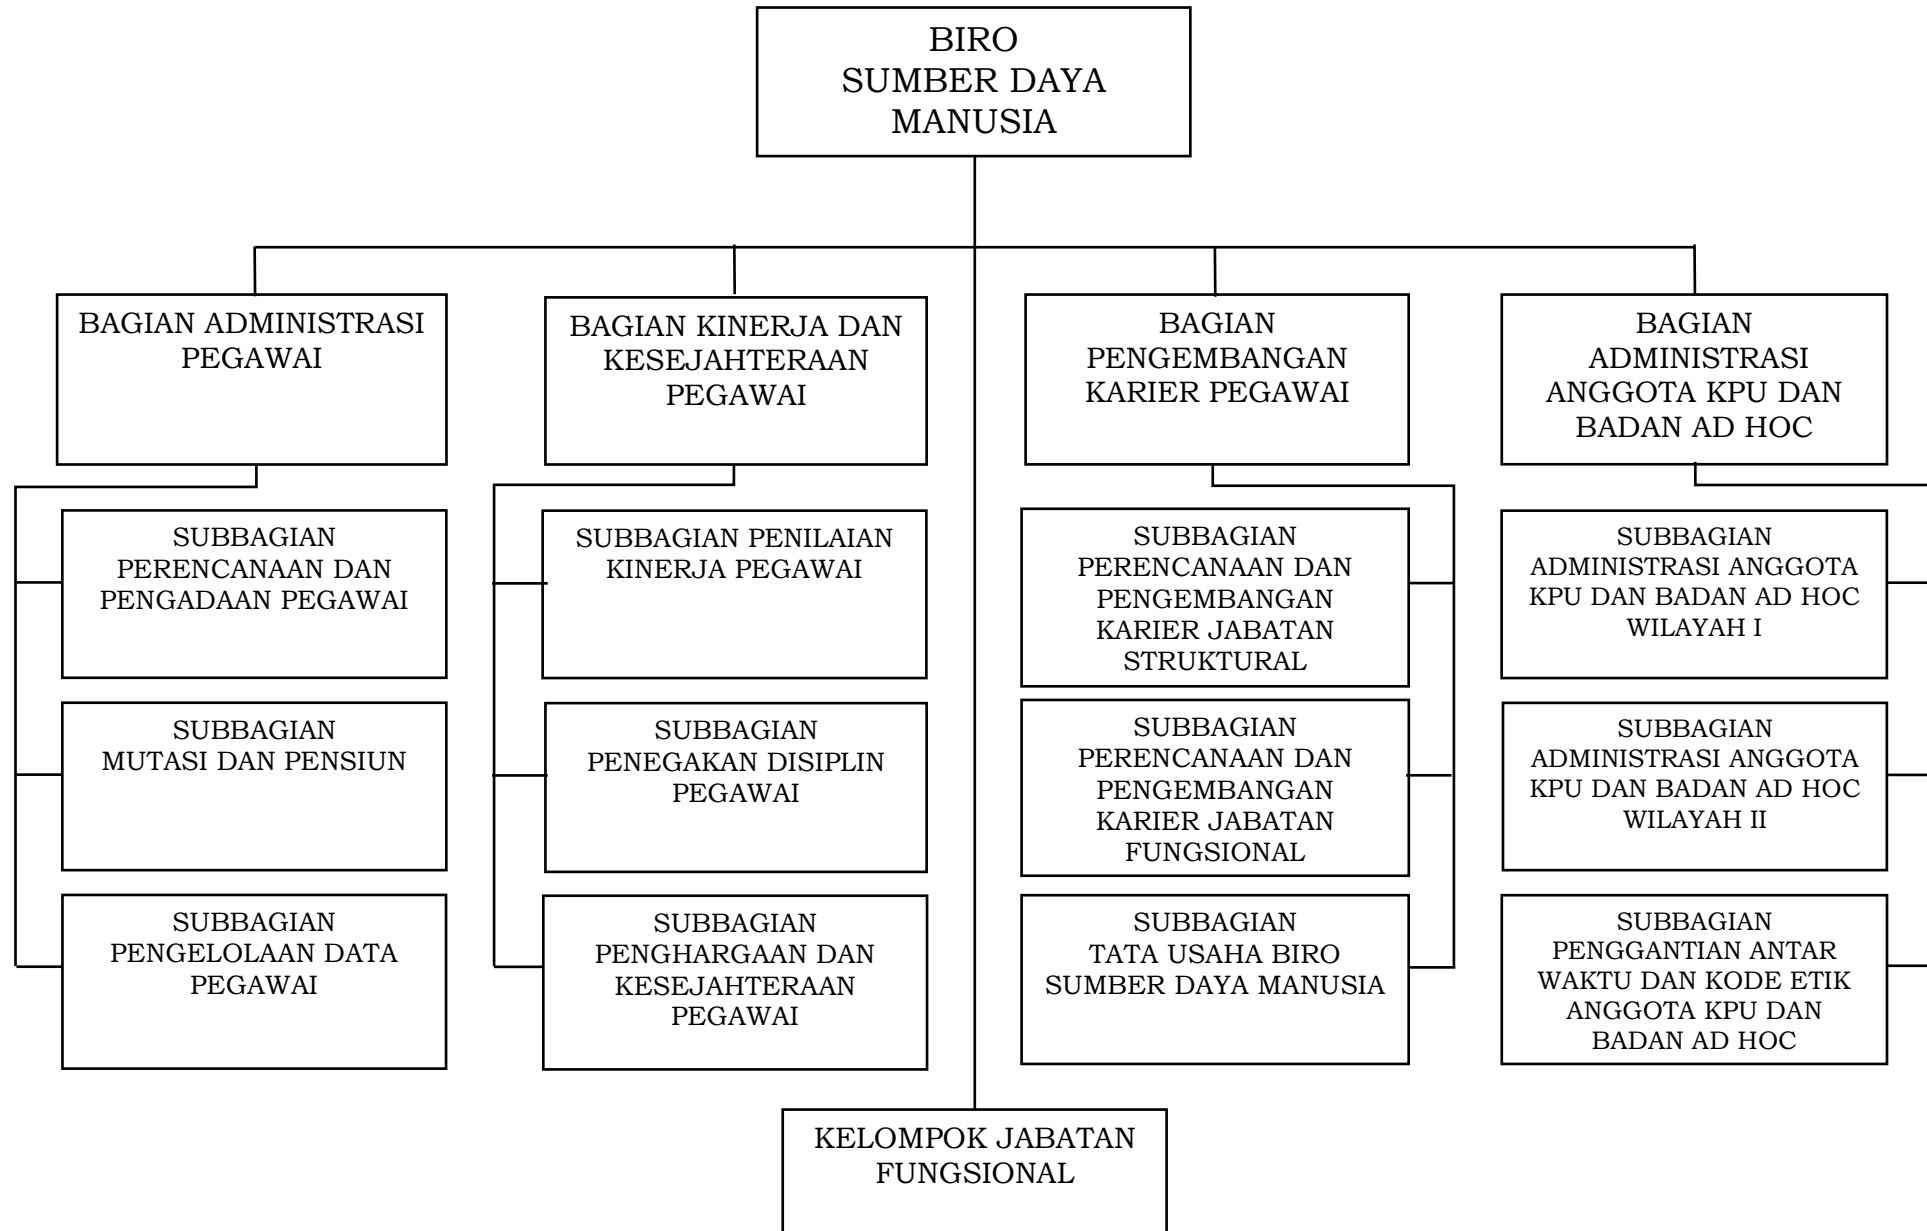 BIRO
SUMBER DAYA
MANUSIA
BAGIAN ADMINISTRASI
PEGAWAI
BAGIAN KINERJA DAN
KESEJAHTERAAN
PEGAWAI
BAGIAN
PENGEMBANGAN
KARIER PEGAWAI
BAGIAN
ADMINISTRASI
ANGGOTA KPU DAN
BADAN AD HOC
SUBBAGIAN
PERENCANAAN DAN
PENGADAAN PEGAWAI
SUBBAGIAN PENILAIAN
KINERJA PEGAWAI
SUBBAGIAN
PERENCANAAN DAN
PENGEMBANGAN
KARIER JABATAN
STRUKTURAL
SUBBAGIAN
ADMINISTRASI ANGGOTA
KPU DAN BADAN AD HOC
WILAYAH I
SUBBAGIAN
MUTASI DAN PENSIUN
SUBBAGIAN
PENEGAKAN DISIPLIN
PEGAWAI
SUBBAGIAN
PERENCANAAN DAN
PENGEMBANGAN
KARIER JABATAN
FUNGSIONAL
SUBBAGIAN
ADMINISTRASI ANGGOTA
KPU DAN BADAN AD HOC
WILAYAH II
SUBBAGIAN
PENGELOLAAN DATA
PEGAWAI
SUBBAGIAN
PENGHARGAAN DAN
KESEJAHTERAAN
PEGAWAI
SUBBAGIAN
TATA USAHA BIRO
SUMBER DAYA MANUSIA
SUBBAGIAN
PENGGANTIAN ANTAR
WAKTU DAN KODE ETIK
ANGGOTA KPU DAN
BADAN AD HOC
KELOMPOK JABATAN
FUNGSIONAL